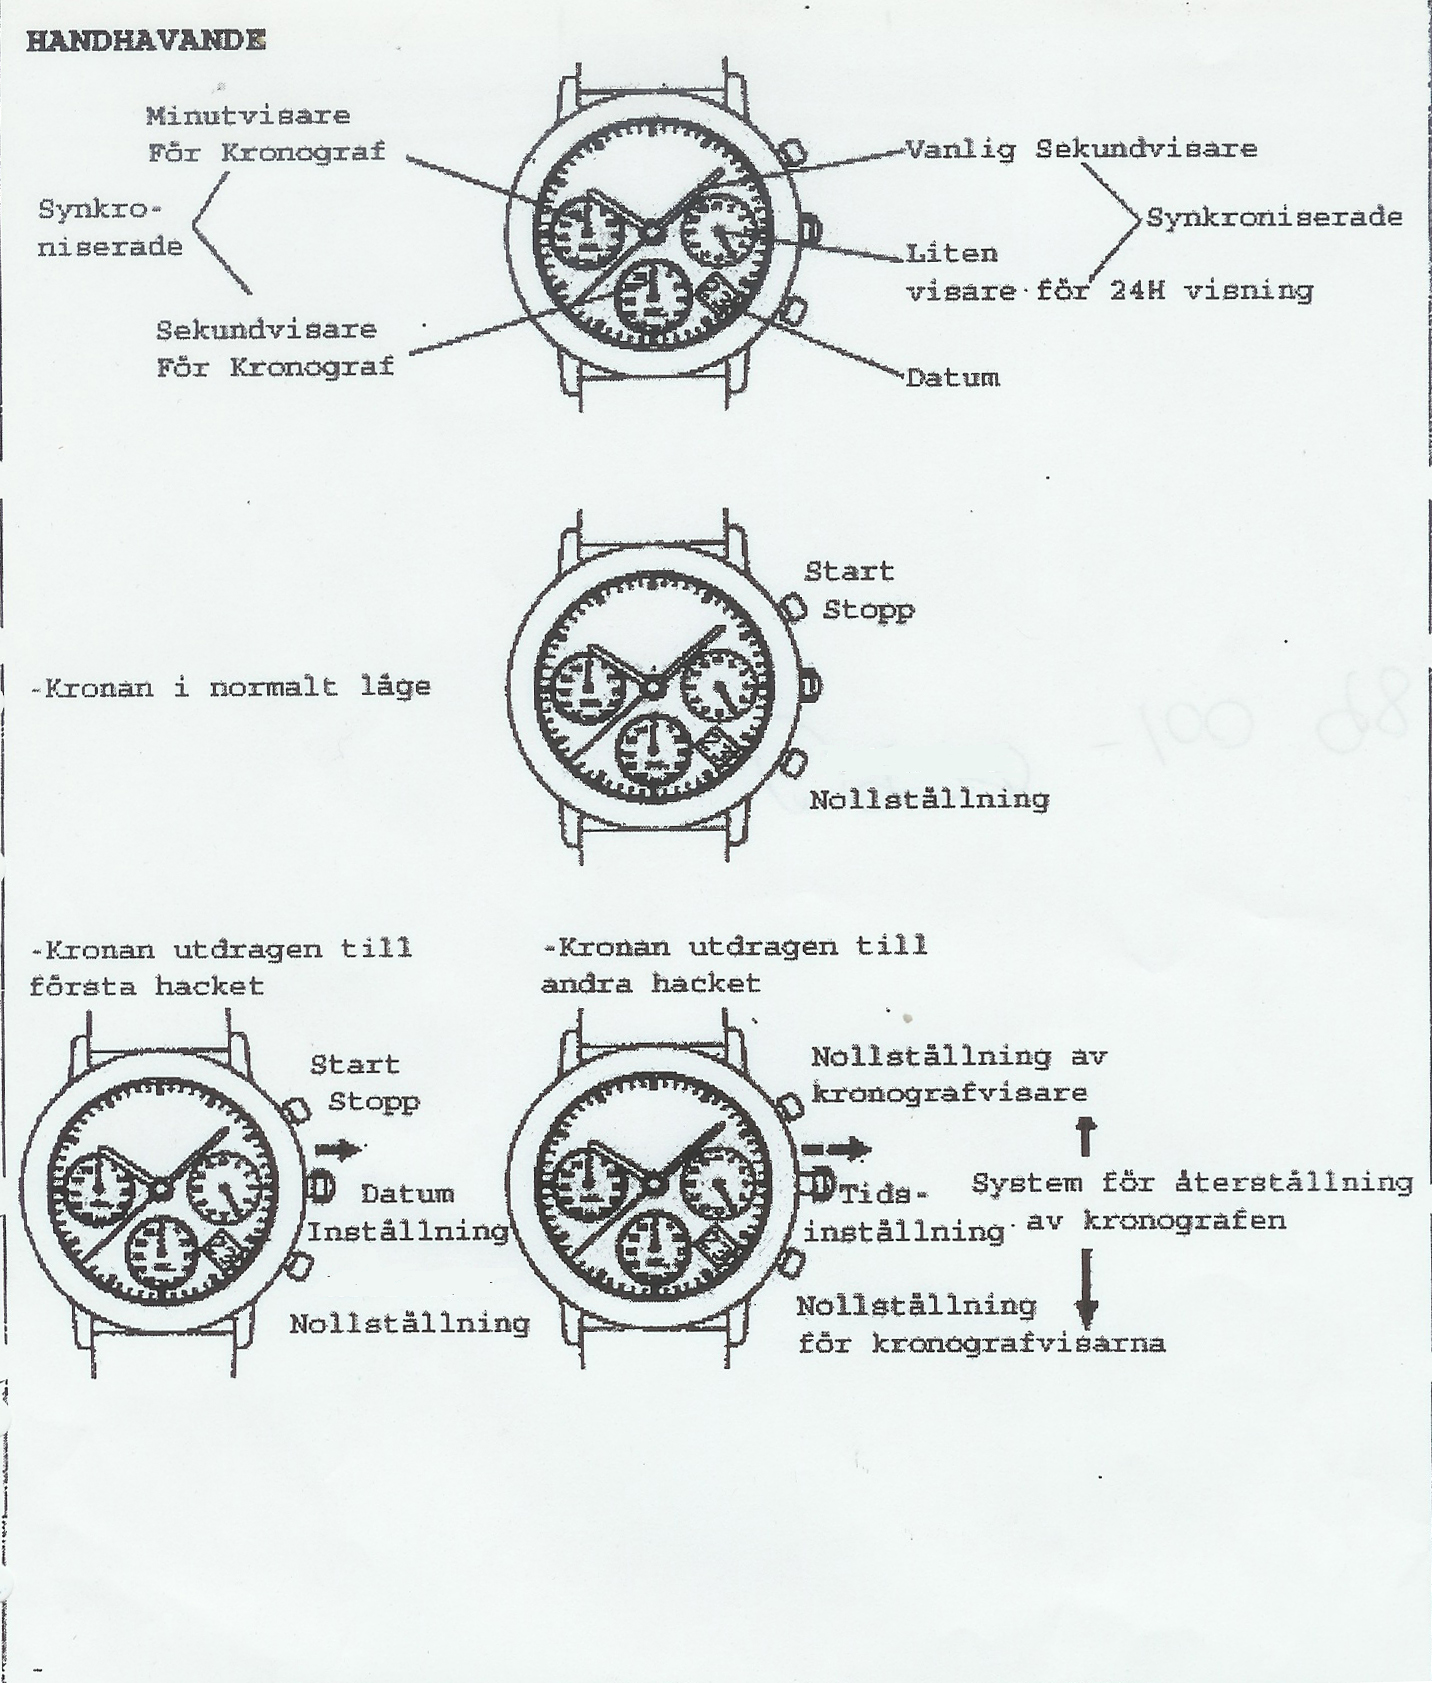 HANDHAVANDE
Minutvisare
För Kronograf
Synkro-
niserade
Sekundvisare
För Kronograf
Vanlig Sekundvisare
Synkroniserade
Liten
visare för 24H visning
Datum
-Kronan i normalt läge
Start
Stopp
Nollställning
-Kronan utdragen till
första hacket
Start
Stopp
Datum
Inställning
Nollställning
-Kronan utdragen till
andra hacket
Nollställning av
kronografvisare
Tids-
inställning
System för återställning
av kronografen
Nollställning
för kronografvisarna